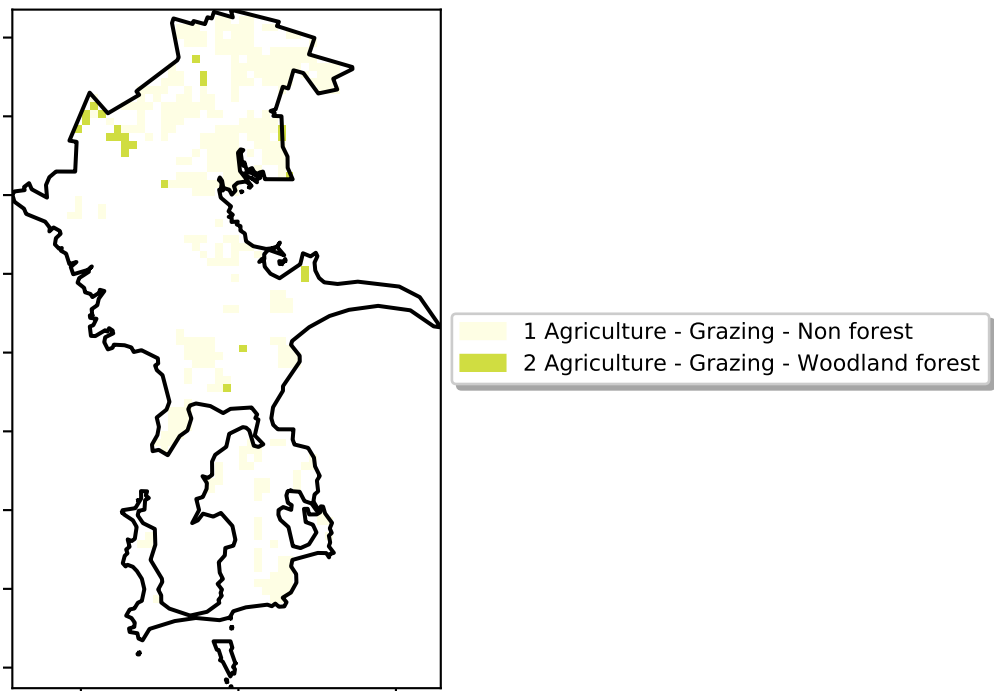 1 Agriculture - Grazing - Non forest
2 Agriculture - Grazing - Woodland forest